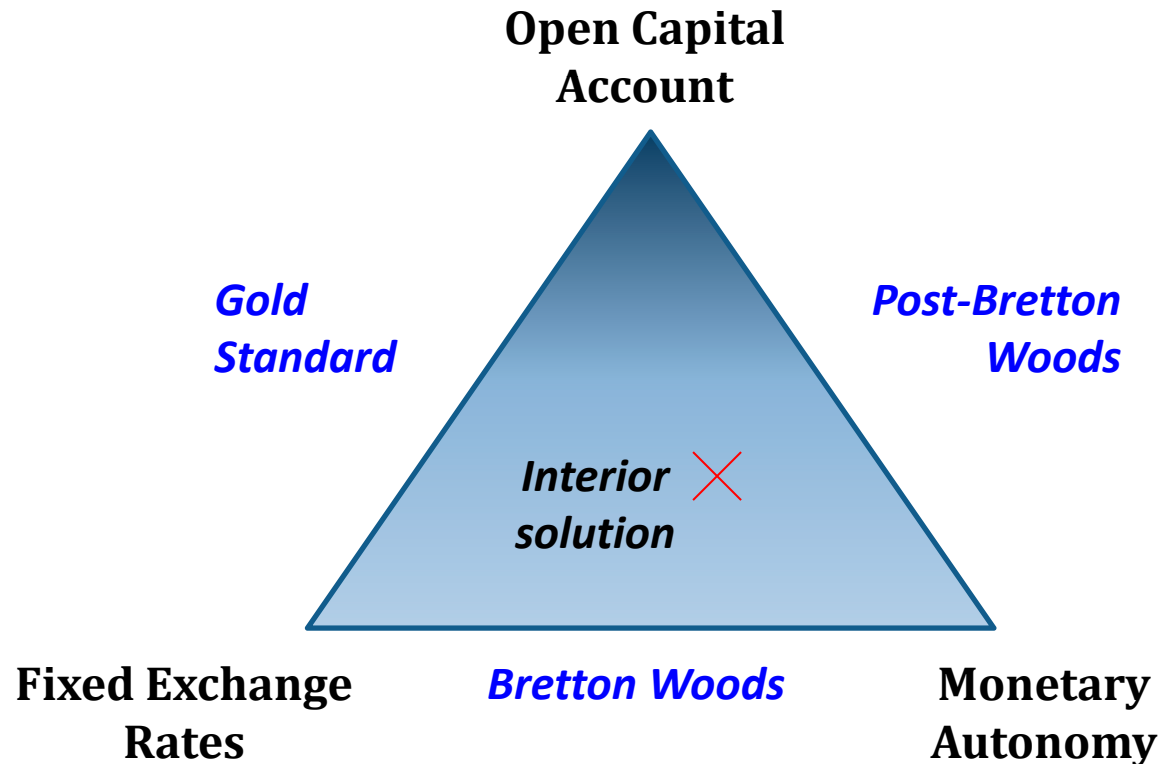 Open Capital
Account
Gold
Standard
Post-Bretton
Woods
Interior
solution
Fixed Exchange
Rates
Bretton Woods
Monetary
Autonomy